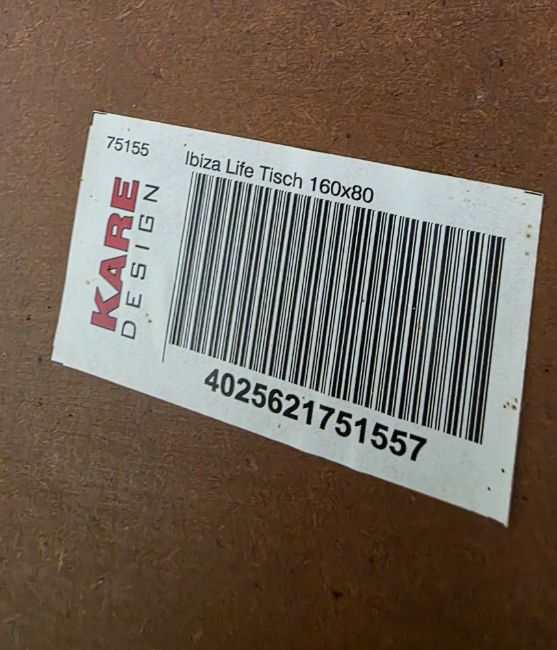 75155
Ibiza Life Tisch 160x80
KARE
DESIGN
4025621751557